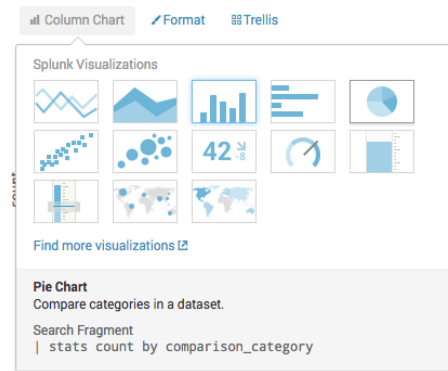 Column Chart Format Trellis
Splunk Visualizations
42 -8
count
Find more visualizations
Pie Chart
Compare categories in a dataset.
Search Fragment
| stats count by comparison_category